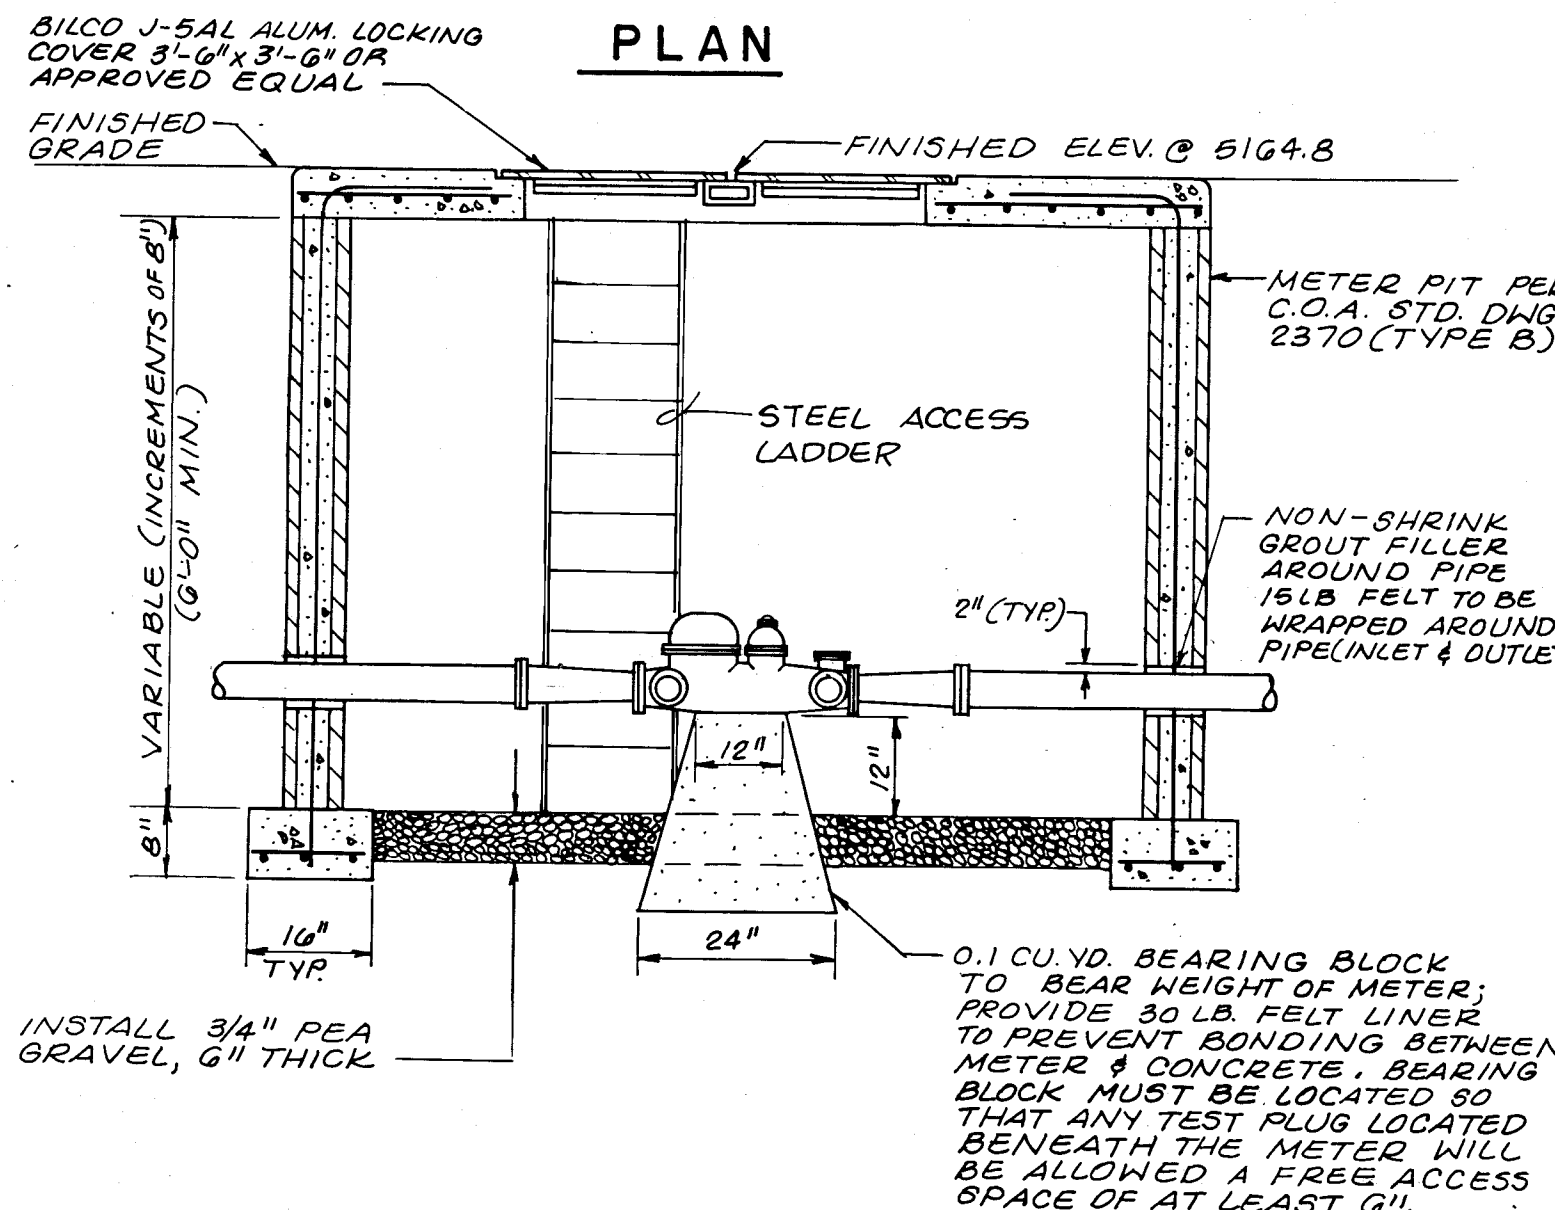 PLAN
BILCO J-5AL ALUM. LOCKING
COVER 3'-6" x 3'-6" OR
APPROVED EQUAL
FINISHED
GRADE
FINISHED ELEV. @ 5164.8
METER PIT PER
C.O.A. STD. DWG
2370 (TYPE B)
VARIABLE (INCREMENTS OF 8")
(6'-0" MIN.)
STEEL ACCESS
LADDER
NON-SHRINK
GROUT FILLER
AROUND PIPE
15LB FELT TO BE
WRAPPED AROUND
PIPE (INLET & OUTLET
2" (TYP.)
12"
12"
8"
16"
TYP.
24"
INSTALL 3/4" PEA
GRAVEL, 6" THICK
0.1 CU. YD. BEARING BLOCK
TO BEAR WEIGHT OF METER;
PROVIDE 30 LB. FELT LINER
TO PREVENT BONDING BETWEEN
METER & CONCRETE. BEARING
BLOCK MUST BE LOCATED SO
THAT ANY TEST PLUG LOCATED
BENEATH THE METER WILL
BE ALLOWED A FREE ACCESS
SPACE OF AT LEAST 6".